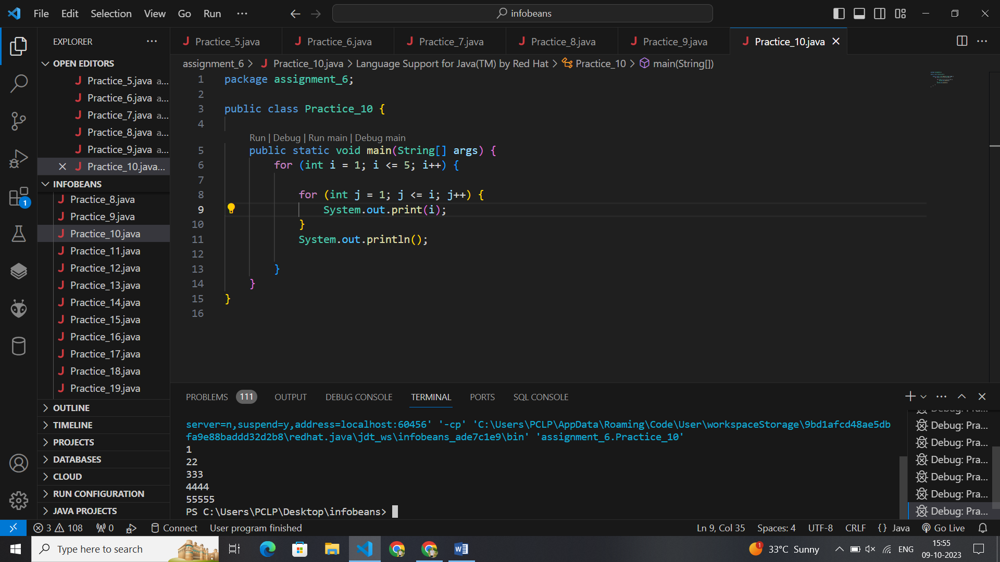 File Edit Selection View Go Run ··· infobeans
EXPLORER ···
OPEN EDITORS
Practice_5.java a...
Practice_6.java a...
Practice_7.java a...
Practice_8.java a...
Practice_9.java a...
Practice_10.java...
INFOBEANS
Practice_8.java
Practice_9.java
Practice_10.java
Practice_11.java
Practice_12.java
Practice_13.java
Practice_14.java
Practice_15.java
Practice_16.java
Practice_17.java
Practice_18.java
Practice_19.java
OUTLINE
TIMELINE
PROJECTS
DATABASES
CLOUD
RUN CONFIGURATION
JAVA PROJECTS
1
Practice_5.java Practice_6.java Practice_7.java Practice_8.java Practice_9.java Practice_10.java
assignment_6 > Practice_10.java > Language Support for Java(TM) by Red Hat > Practice_10 > main(String[])
1 package assignment_6;
2
3 public class Practice_10 {
4
Run | Debug | Run main | Debug main
5 public static void main(String[] args) {
6 for (int i = 1; i <= 5; i++) {
7
8 for (int j = 1; j <= i; j++) {
9 System.out.print(i);
10 }
11 System.out.println();
12
13 }
14 }
15 }
16
PROBLEMS 111 OUTPUT DEBUG CONSOLE TERMINAL PORTS SQL CONSOLE
server=n,suspend=y,address=localhost:60456' '-cp' 'C:\Users\PCLP\AppData\Roaming\Code\User\workspaceStorage\9bd1afcd48ae5db
fa9e88baddd32d2b8\redhat.java\jdt_ws\infobeans_ade7c1e9\bin' 'assignment_6.Practice_10'
1
22
333
4444
55555
PS C:\Users\PCLP\Desktop\infobeans>
Debug: Pra...
Debug: Pra...
Debug: Pra...
Debug: Pra...
Debug: Pra...
Debug: Pra...
Debug: Pra...
3 108 0 Connect User program finished Ln 9, Col 35 Spaces: 4 UTF-8 CRLF {} Java Go Live
Type here to search 1 33°C Sunny ENG 15:55
09-10-2023